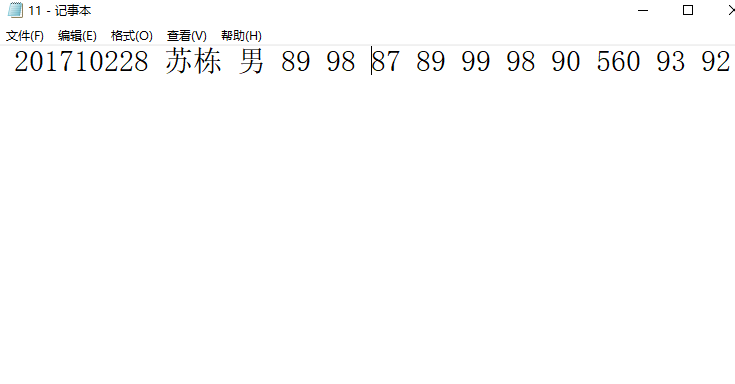 11 - 记事本
文件(F) 编辑(E) 格式(O) 查看(V) 帮助(H)
201710228 苏栋 男 89 98 87 89 99 98 90 560 93 92